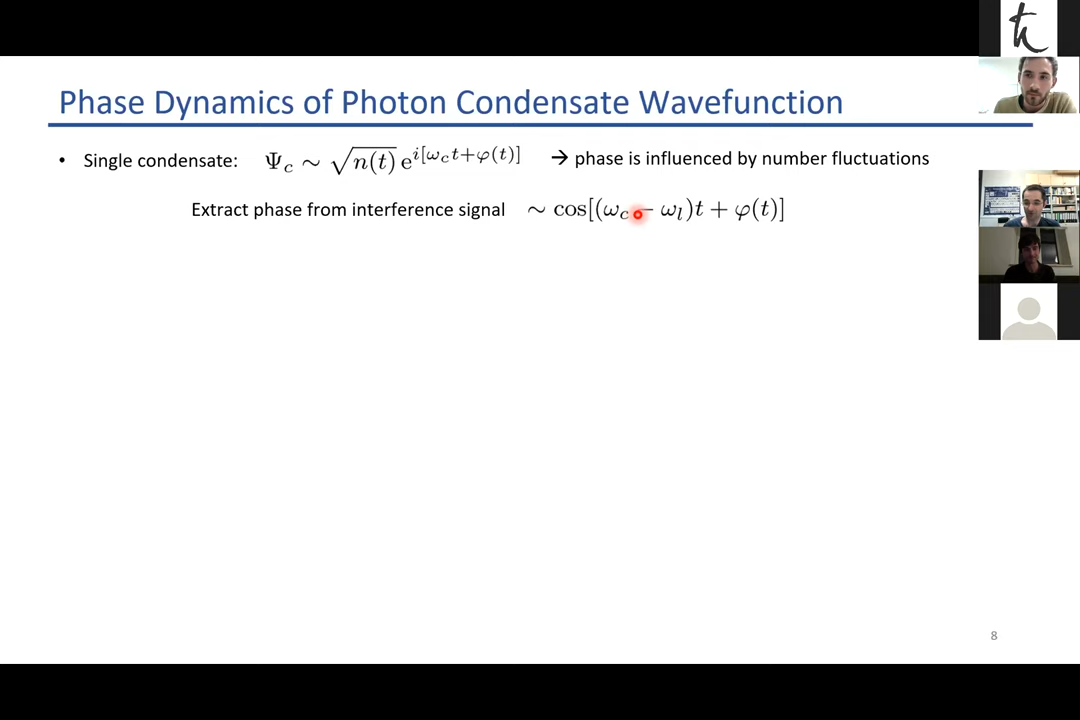 Phase Dynamics of Photon Condensate Wavefunction
• Single condensate: Ψ_c ∼ √n(t) e^{i[ω_c t+φ(t)]} → phase is influenced by number fluctuations
Extract phase from interference signal ∼ cos[(ω_c − ω_l)t + φ(t)]
8